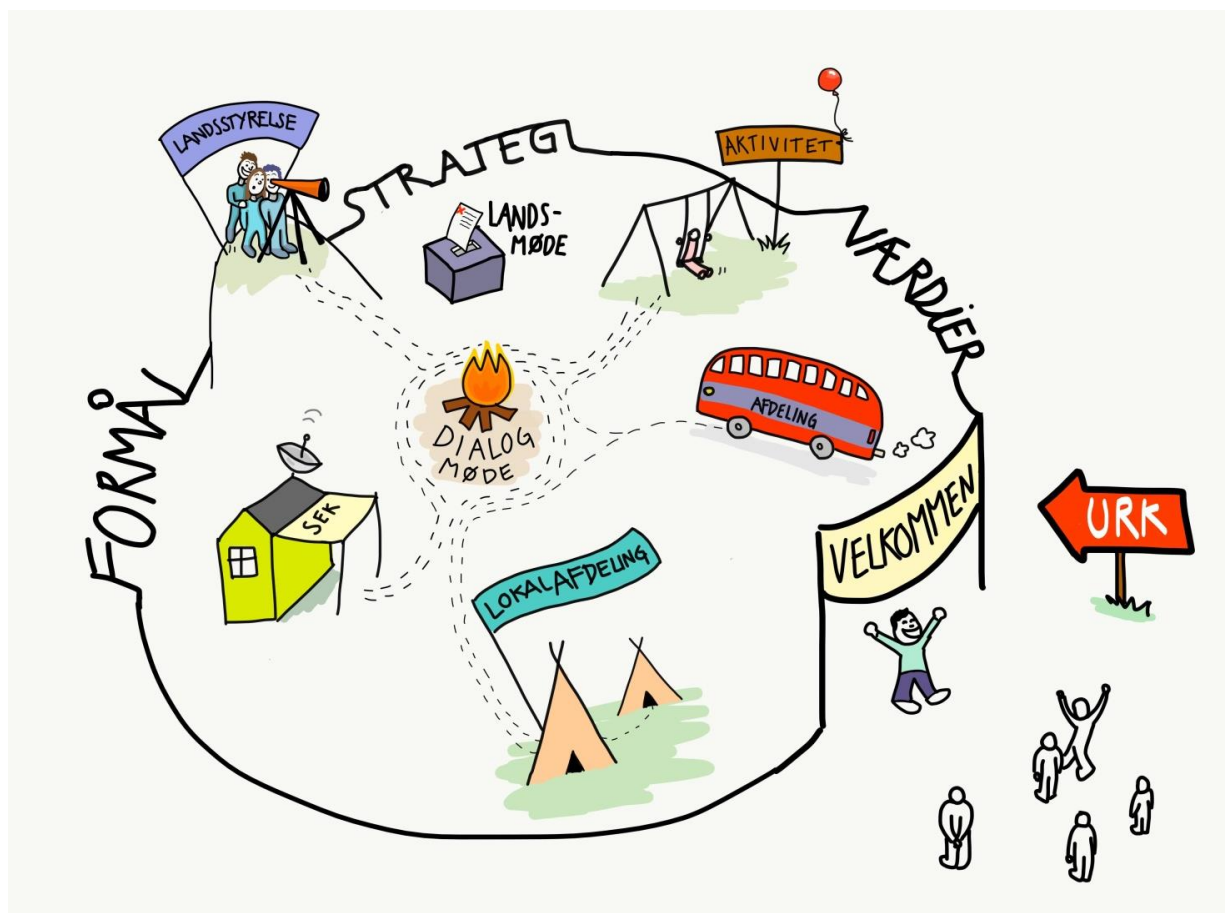 LANDSSTYRELSE
STRATEGI
AKTIVITET
LANDS-
MØDE
VÆRDIER
FORMÅL
AFDELING
DIALOG
MØDE
SEK
VELKOMMEN
URK
LOKALAFDELING